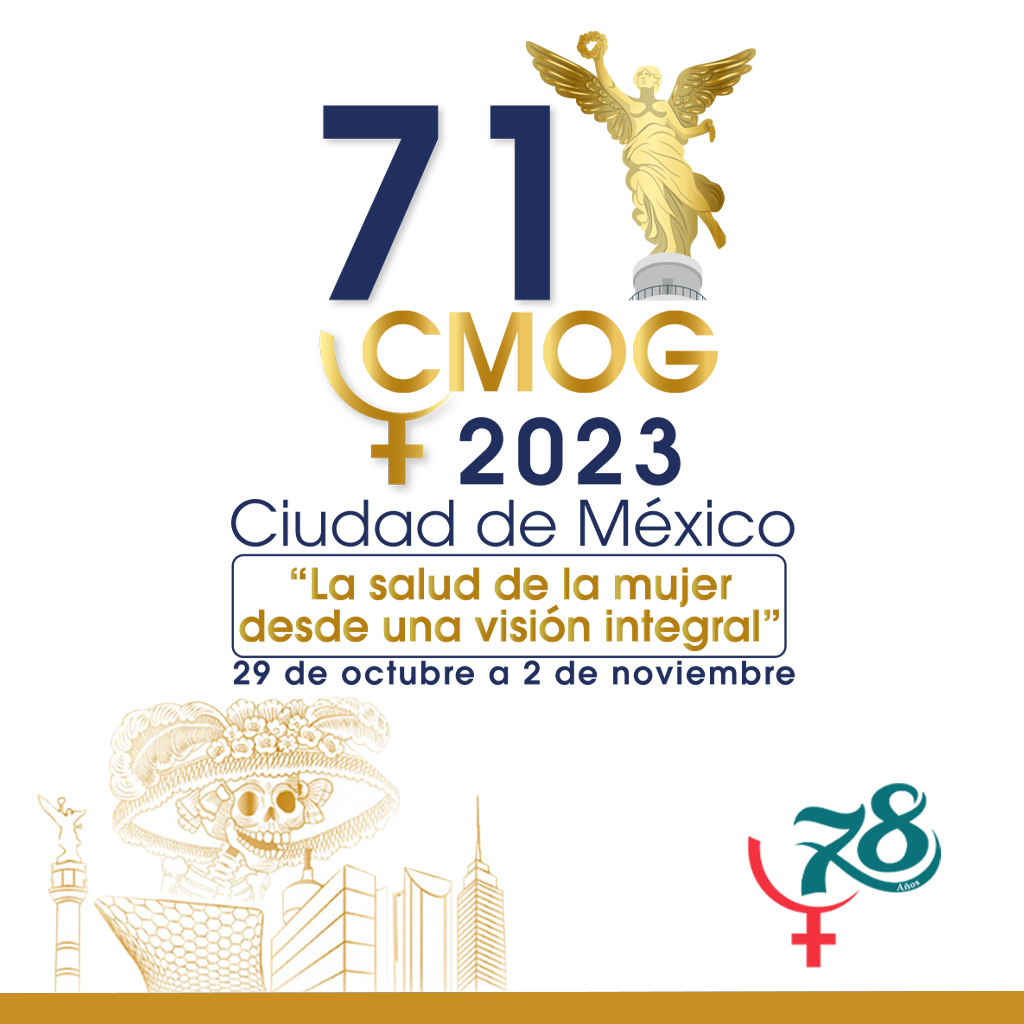 71
CMOG
2023
Ciudad de México
“La salud de la mujer
desde una visión integral”
29 de octubre a 2 de noviembre
78
Años